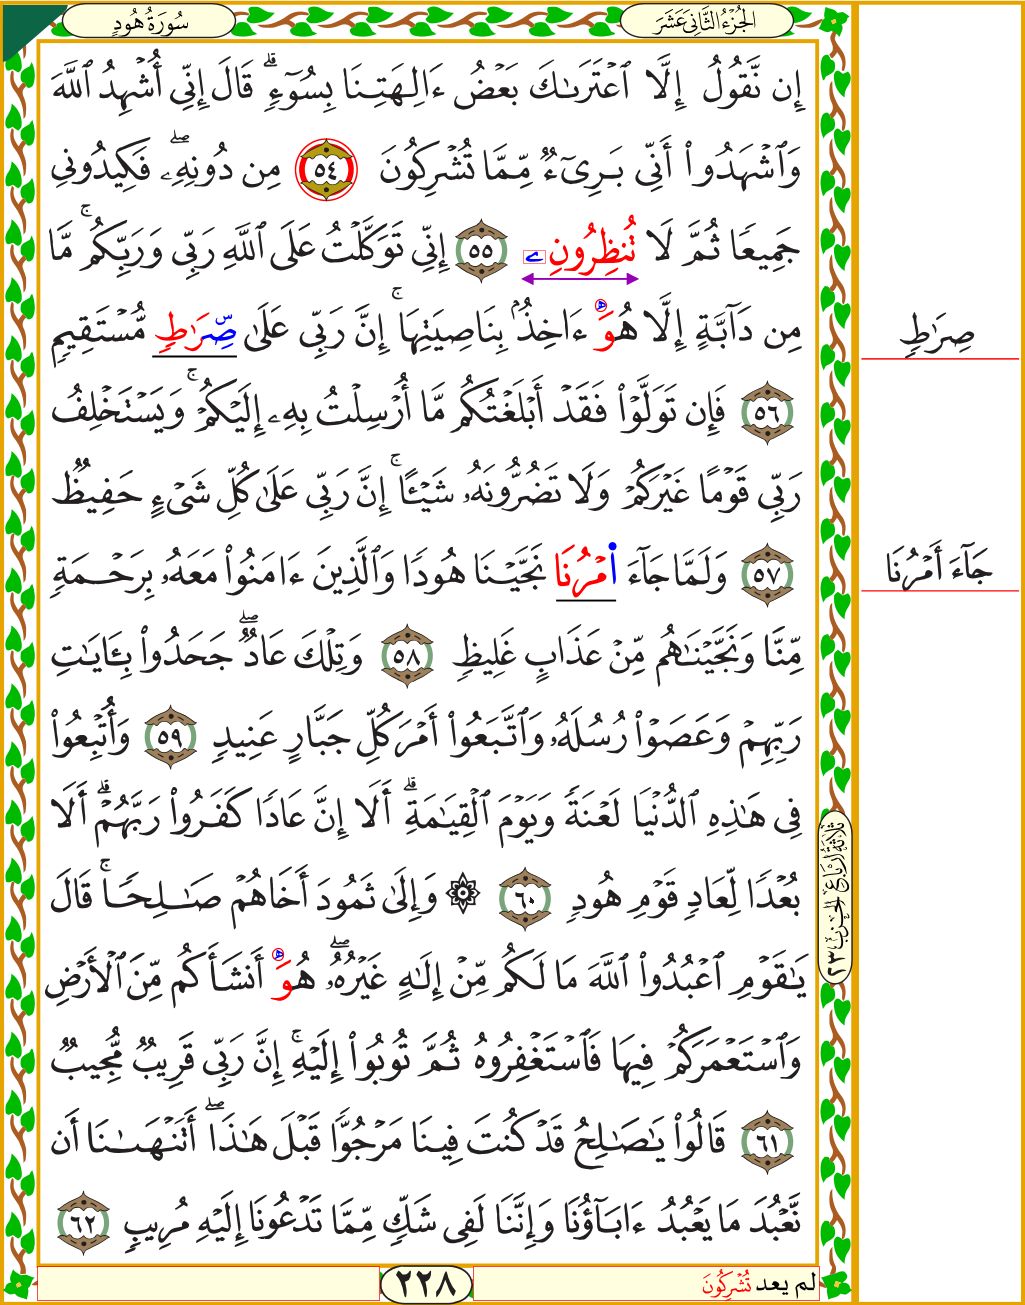 الجُزْءُ الثَّانِيَ عَشَرَ
سُورَةُ هُودٍ
إِن نَّقُولُ إِلَّا ٱعْتَرَىٰكَ بَعْضُ ءَالِهَتِنَا بِسُوٓءٖۗ قَالَ إِنِّي أُشْهِدُ ٱللَّهَ
وَٱشْهَدُوٓاْ أَنِّي بَرِيٓءٞ مِّمَّا تُشْرِكُونَ ٥٤ مِن دُونِهِۦۖ فَكِيدُونِي
جَمِيعٗا ثُمَّ لَا تُنظِرُونِۦ ٥٥ إِنِّي تَوَكَّلْتُ عَلَى ٱللَّهِ رَبِّي وَرَبِّكُمۚ مَّا
مِن دَآبَّةٍ إِلَّا هُوَ ءَاخِذُۢ بِنَاصِيَتِهَآۚ إِنَّ رَبِّي عَلَىٰ صِرَٰطٖ مُّسْتَقِيمٖ
صِرَٰطٖ
٥٦ فَإِن تَوَلَّوْاْ فَقَدْ أَبْلَغْتُكُم مَّآ أُرْسِلْتُ بِهِۦٓ إِلَيْكُمْۚ وَيَسْتَخْلِفُ
رَبِّي قَوْمًا غَيْرَكُمْ وَلَا تَضُرُّونَهُۥ شَيْـًٔاۚ إِنَّ رَبِّي عَلَىٰ كُلِّ شَيْءٍ حَفِيظٞ
٥٧ وَلَمَّا جَآءَ ا۬مْرُنَا نَجَّيْنَا هُودٗا وَٱلَّذِينَ ءَامَنُواْ مَعَهُۥ بِرَحْمَةٖ
جَآءَ أَمْرُنَا
مِّنَّا وَنَجَّيْنَٰهُم مِّنْ عَذَابٍ غَلِيظٖ ٥٨ وَتِلْكَ عَادٞۖ جَحَدُواْ بِـَٔايَٰتِ
رَبِّهِمْ وَعَصَوْاْ رُسُلَهُۥ وَٱتَّبَعُوٓاْ أَمْرَ كُلِّ جَبَّارٍ عَنِيدٖ ٥٩ وَأُتْبِعُواْ
فِي هَٰذِهِ ٱلدُّنْيَا لَعْنَةٗ وَيَوْمَ ٱلْقِيَٰمَةِۗ أَلَآ إِنَّ عَادٗا كَفَرُواْ رَبَّهُمْۗ أَلَا
بُعْدٗا لِّعَادٖ قَوْمِ هُودٖ ٦٠ ۞ وَإِلَىٰ ثَمُودَ أَخَاهُمْ صَٰلِحٗاۚ قَالَ
يَٰقَوْمِ ٱعْبُدُواْ ٱللَّهَ مَا لَكُم مِّنْ إِلَٰهٍ غَيْرُهُۥۖ هُوَ أَنشَأَكُم مِّنَ ٱلْأَرْضِ
وَٱسْتَعْمَرَكُمْ فِيهَا فَٱسْتَغْفِرُوهُ ثُمَّ تُوبُوٓاْ إِلَيْهِۚ إِنَّ رَبِّي قَرِيبٞ مُّجِيبٞ
ثلاثة أرباع الحزب ٢٣
٦١ قَالُواْ يَٰصَٰلِحُ قَدْ كُنتَ فِينَا مَرْجُوّٗا قَبْلَ هَٰذَآۖ أَتَنْهَىٰنَآ أَن
نَّعْبُدَ مَا يَعْبُدُ ءَابَآؤُنَا وَإِنَّنَا لَفِي شَكّٖ مِّمَّا تَدْعُونَآ إِلَيْهِ مُرِيبٖ ٦٢
لم يعد تُشْرِكُونَ
٢٢٨